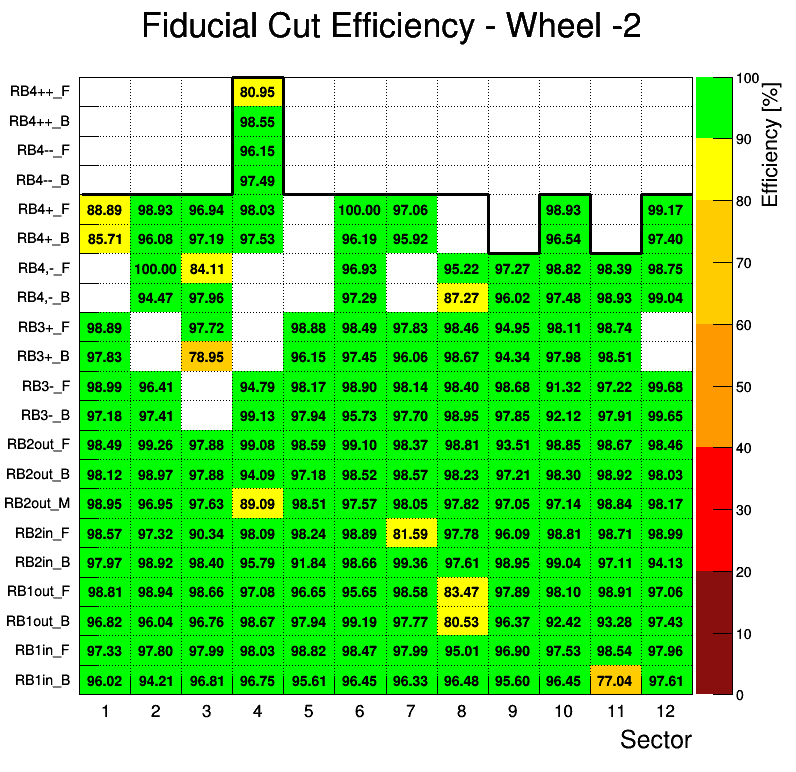 Fiducial Cut Efficiency - Wheel -2
RB4++_F 80.95
RB4++_B 98.55
RB4--_F 96.15
RB4--_B 97.49
RB4+_F 88.89 98.93 96.94 98.03 100.00 97.06 98.93 99.17
RB4+_B 85.71 96.08 97.19 97.53 96.19 95.92 96.54 97.40
RB4,-_F 100.00 84.11 96.93 95.22 97.27 98.82 98.39 98.75
RB4,-_B 94.47 97.96 97.29 87.27 96.02 97.48 98.93 99.04
RB3+_F 98.89 97.72 98.88 98.49 97.83 98.46 94.95 98.11 98.74
RB3+_B 97.83 78.95 96.15 97.45 96.06 98.67 94.34 97.98 98.51
RB3-_F 98.99 96.41 94.79 98.17 98.90 98.14 98.40 98.68 91.32 97.22 99.68
RB3-_B 97.18 97.41 99.13 97.94 95.73 97.70 98.95 97.85 92.12 97.91 99.65
RB2out_F 98.49 99.26 97.88 99.08 98.59 99.10 98.37 98.81 93.51 98.85 98.67 98.46
RB2out_B 98.12 98.97 97.88 94.09 97.18 98.52 98.57 98.23 97.21 98.30 98.92 98.03
RB2out_M 98.95 96.95 97.63 89.09 98.51 97.57 98.05 97.82 97.05 97.14 98.84 98.17
RB2in_F 98.57 97.32 90.34 98.09 98.24 98.89 81.59 97.78 96.09 98.81 98.71 98.99
RB2in_B 97.97 98.92 98.40 95.79 91.84 98.66 99.36 97.61 98.95 99.04 97.11 94.13
RB1out_F 98.81 98.94 98.66 97.08 96.65 95.65 98.58 83.47 97.89 98.10 98.91 97.06
RB1out_B 96.82 96.04 96.76 98.67 97.94 99.19 97.77 80.53 96.37 92.42 93.28 97.43
RB1in_F 97.33 97.80 97.99 98.03 98.82 98.47 97.99 95.01 96.90 97.53 98.54 97.96
RB1in_B 96.02 94.21 96.81 96.75 95.61 96.45 96.33 96.48 95.60 96.45 77.04 97.61
1 2 3 4 5 6 7 8 9 10 11 12
Sector
100
90
80
70
60
50
40
30
20
10
0
Efficiency [%]